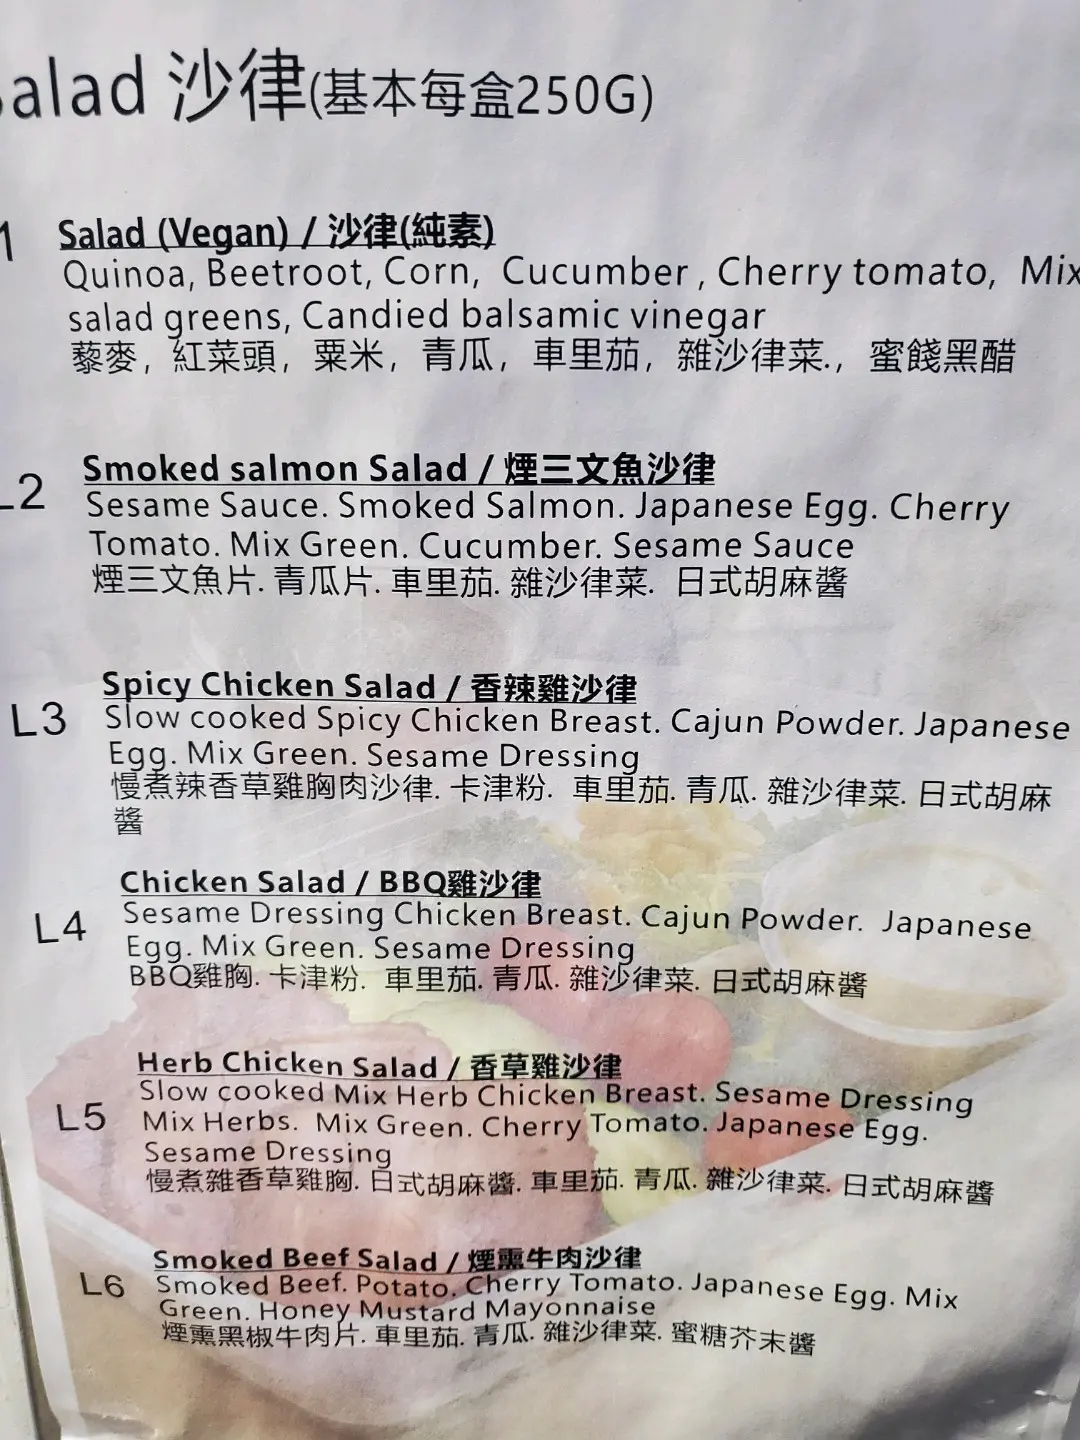 Salad 沙律(基本每盒250G)
1 Salad (Vegan) / 沙律(純素)
Quinoa, Beetroot, Corn, Cucumber , Cherry tomato, Mix
salad greens, Candied balsamic vinegar
藜麥, 紅菜頭, 粟米, 青瓜, 車里茄, 雜沙律菜., 蜜餞黑醋
L2 Smoked salmon Salad / 煙三文魚沙律
Sesame Sauce. Smoked Salmon. Japanese Egg. Cherry
Tomato. Mix Green. Cucumber. Sesame Sauce
煙三文魚片. 青瓜片. 車里茄. 雜沙律菜. 日式胡麻醬
L3 Spicy Chicken Salad / 香辣雞沙律
Slow cooked Spicy Chicken Breast. Cajun Powder. Japanese
Egg. Mix Green. Sesame Dressing
慢煮辣香草雞胸肉沙律. 卡津粉. 車里茄. 青瓜. 雜沙律菜. 日式胡麻
醬
L4 Chicken Salad / BBQ雞沙律
Sesame Dressing Chicken Breast. Cajun Powder. Japanese
Egg. Mix Green. Sesame Dressing
BBQ雞胸. 卡津粉. 車里茄. 青瓜. 雜沙律菜. 日式胡麻醬
L5 Herb Chicken Salad / 香草雞沙律
Slow cooked Mix Herb Chicken Breast. Sesame Dressing
Mix Herbs. Mix Green. Cherry Tomato. Japanese Egg.
Sesame Dressing
慢煮雜香草雞胸. 日式胡麻醬. 車里茄. 青瓜. 雜沙律菜. 日式胡麻醬
L6 Smoked Beef Salad / 煙熏牛肉沙律
Smoked Beef. Potato. Cherry Tomato. Japanese Egg. Mix
Green. Honey Mustard Mayonnaise
煙熏黑椒牛肉片. 車里茄. 青瓜. 雜沙律菜. 蜜糖芥末醬